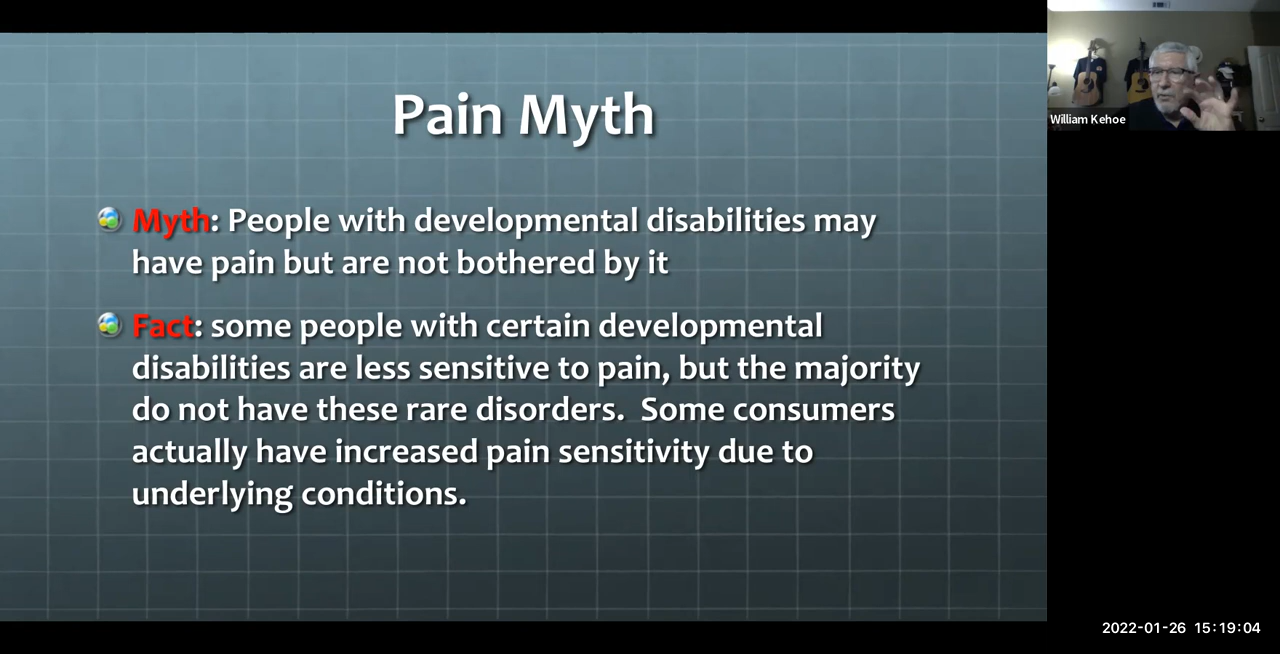 Pain Myth
Myth: People with developmental disabilities may
have pain but are not bothered by it
Fact: some people with certain developmental
disabilities are less sensitive to pain, but the majority
do not have these rare disorders.  Some consumers
actually have increased pain sensitivity due to
underlying conditions.
William Kehoe
2022-01-26 15:19:04